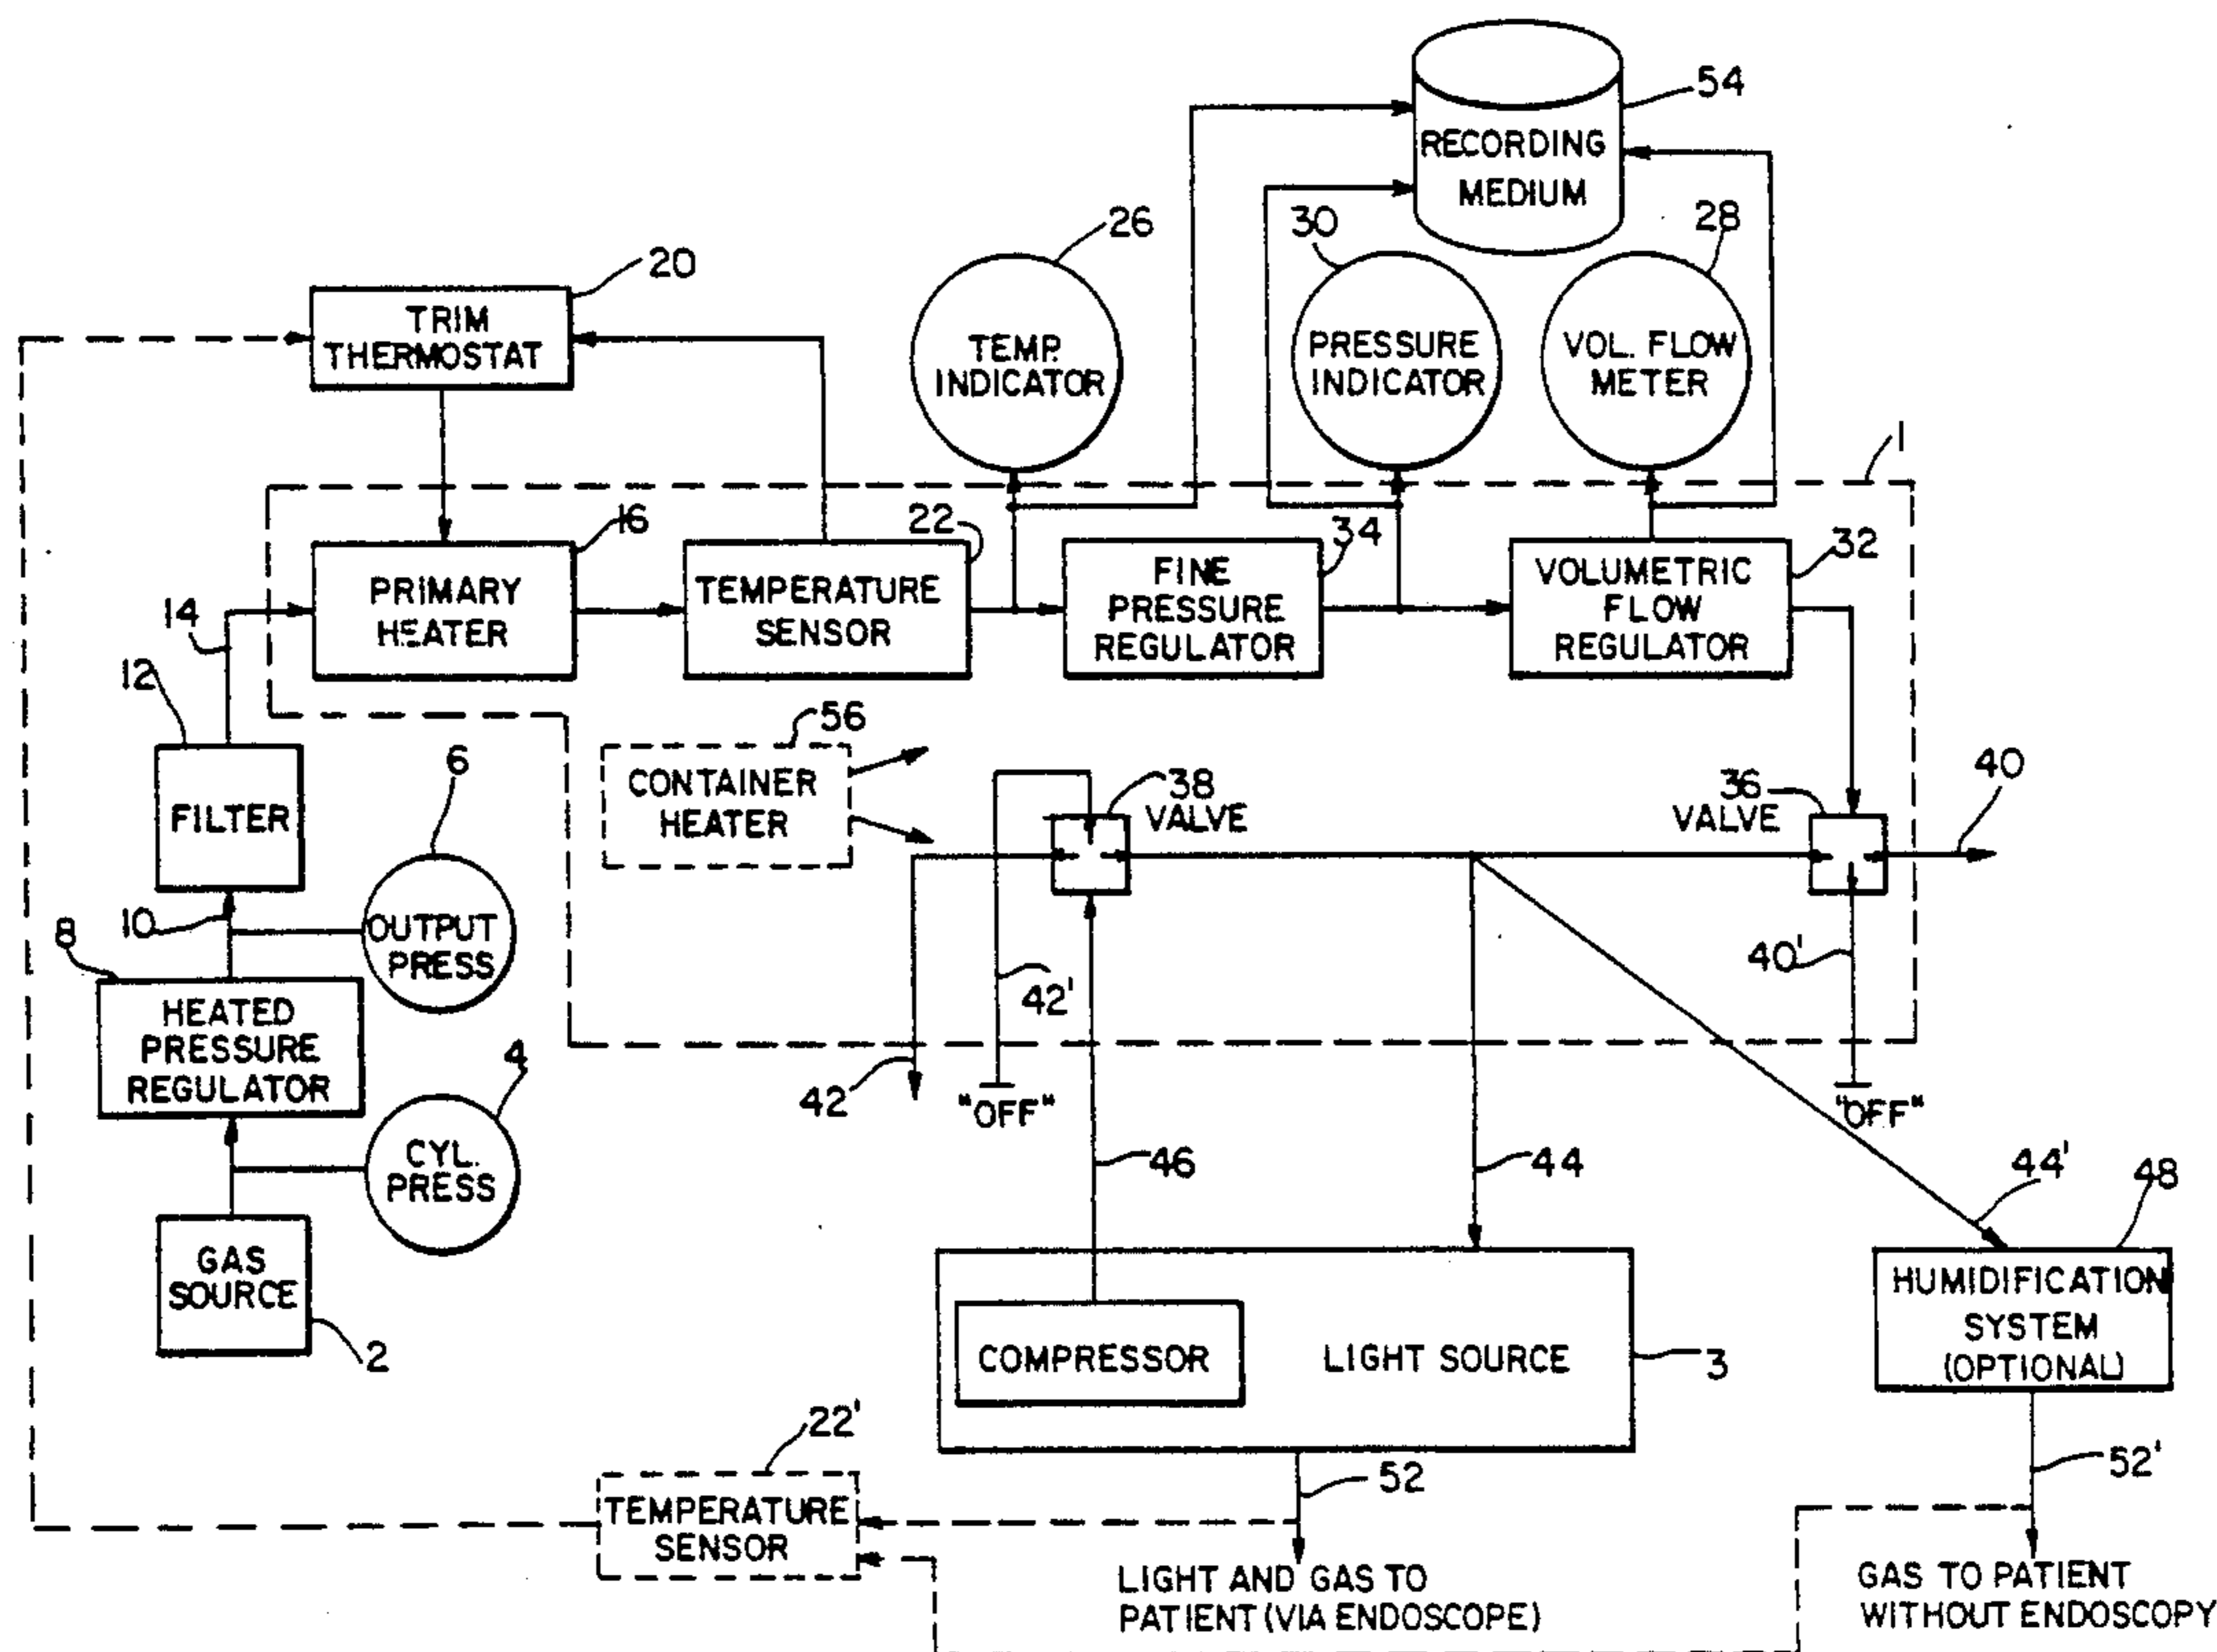 54
RECORDING
MEDIUM
26
30
28
20
TRIM
THERMOSTAT
TEMP.
INDICATOR
PRESSURE
INDICATOR
VOL. FLOW
METER
1
16
22
34
32
PRIMARY
HEATER
TEMPERATURE
SENSOR
FINE
PRESSURE
REGULATOR
VOLUMETRIC
FLOW
REGULATOR
14
12
FILTER
56
CONTAINER
HEATER
38
VALVE
36
VALVE
40
6
OUTPUT
PRESS
10
8
HEATED
PRESSURE
REGULATOR
42'
40'
4
CYL.
PRESS
42
"OFF"
"OFF"
46
44
44'
48
GAS
SOURCE
2
COMPRESSOR
LIGHT SOURCE
3
HUMIDIFICATION
SYSTEM
(OPTIONAL)
22'
TEMPERATURE
SENSOR
52
52'
LIGHT AND GAS TO
PATIENT (VIA ENDOSCOPE)
GAS TO PATIENT
WITHOUT ENDOSCOPY